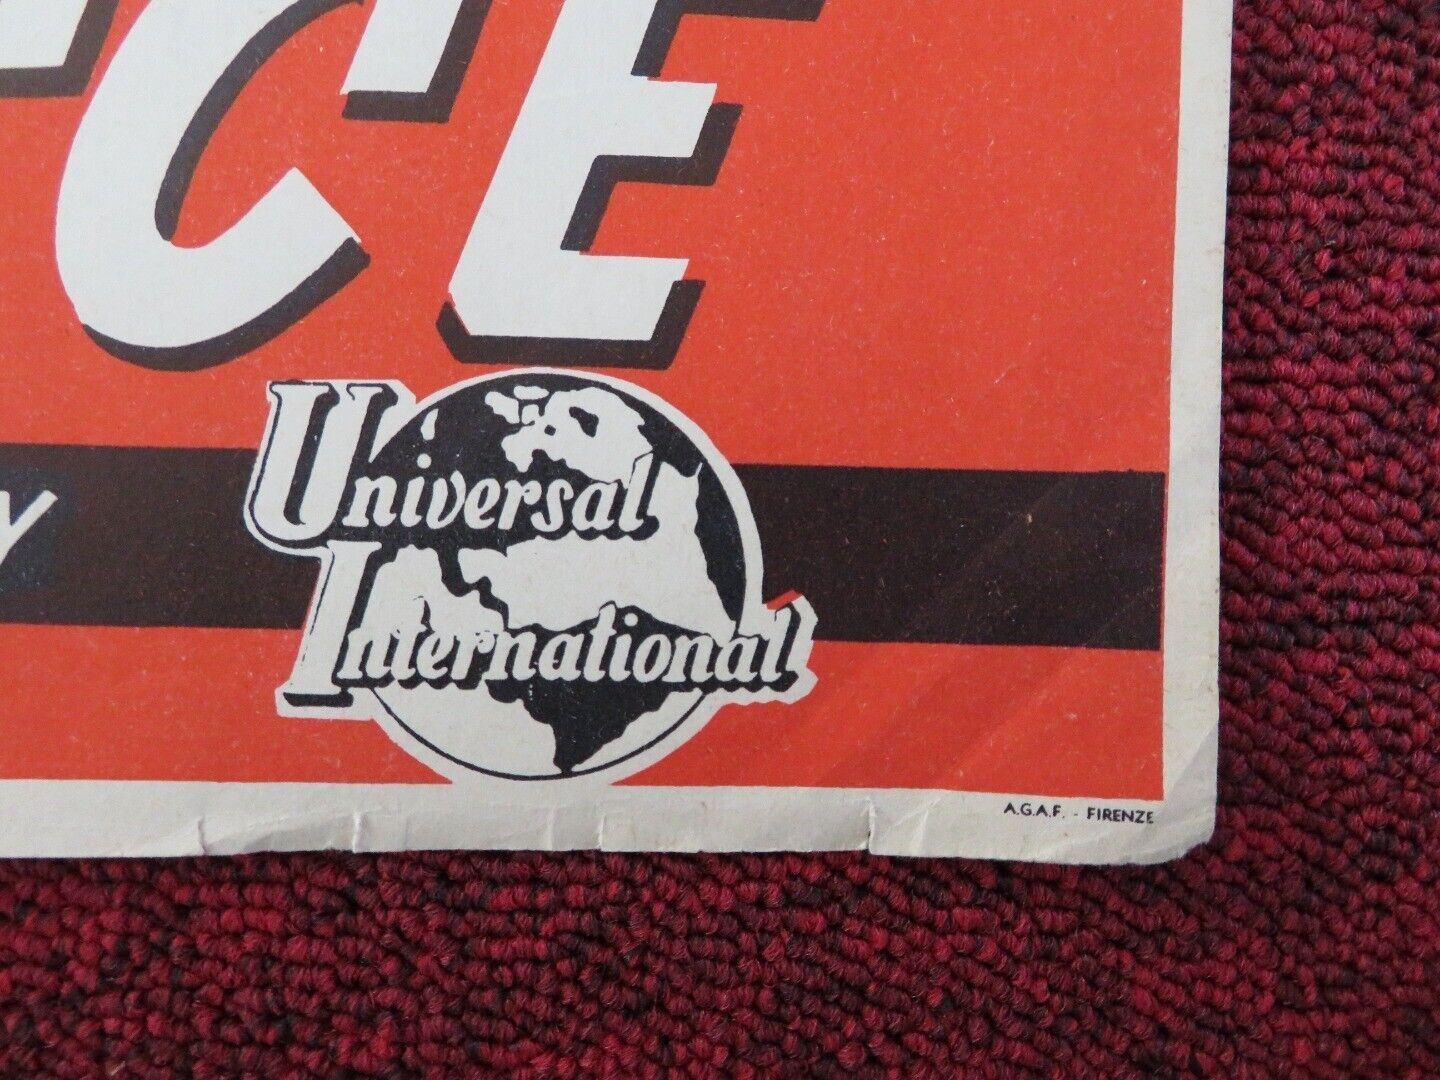 CE
Y
Universal
International
A.G.A.F. - FIRENZE